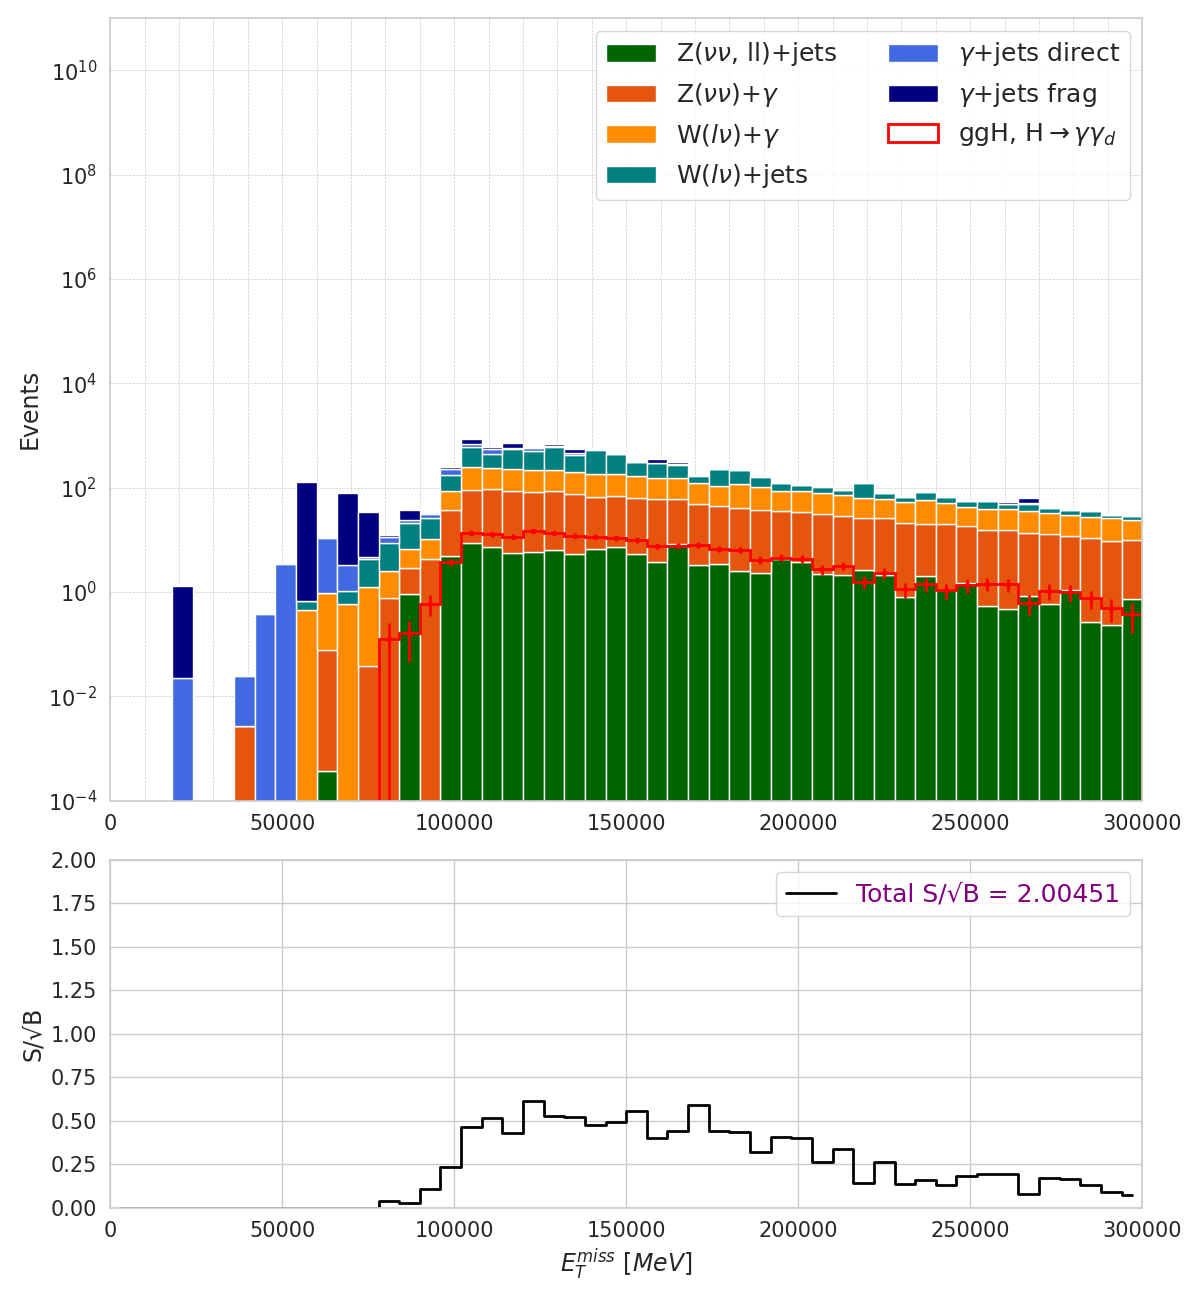 Z(νν, ll)+jets
Z(νν)+γ
W(lν)+γ
W(lν)+jets
γ+jets direct
γ+jets frag
ggH, H→γγ_d
10^10
10^8
10^6
10^4
10^2
10^0
10^−2
10^−4
Events
0 50000 100000 150000 200000 250000 300000
Total S/√B = 2.00451
2.00
1.75
1.50
1.25
1.00
0.75
0.50
0.25
0.00
S/√B
0 50000 100000 150000 200000 250000 300000
E_T^miss [MeV]